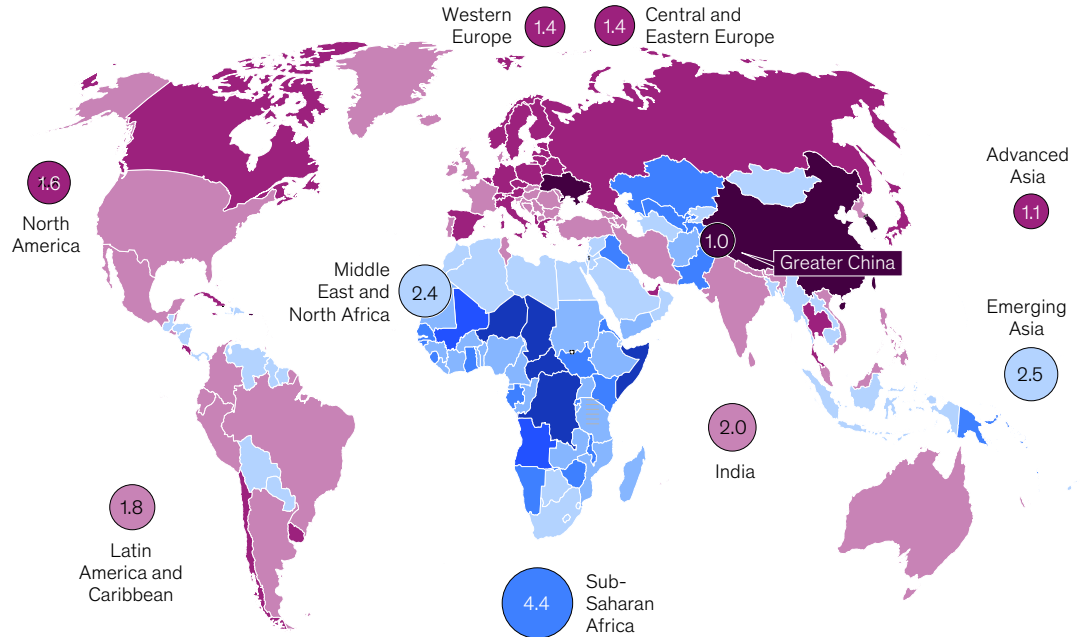 Western
Europe
1.4
1.4
Central and
Eastern Europe
1.6
North
America
Advanced
Asia
1.1
1.0
Greater China
Middle
East and
North Africa
2.4
Emerging
Asia
2.5
2.0
India
1.8
Latin
America and
Caribbean
4.4
Sub-
Saharan
Africa